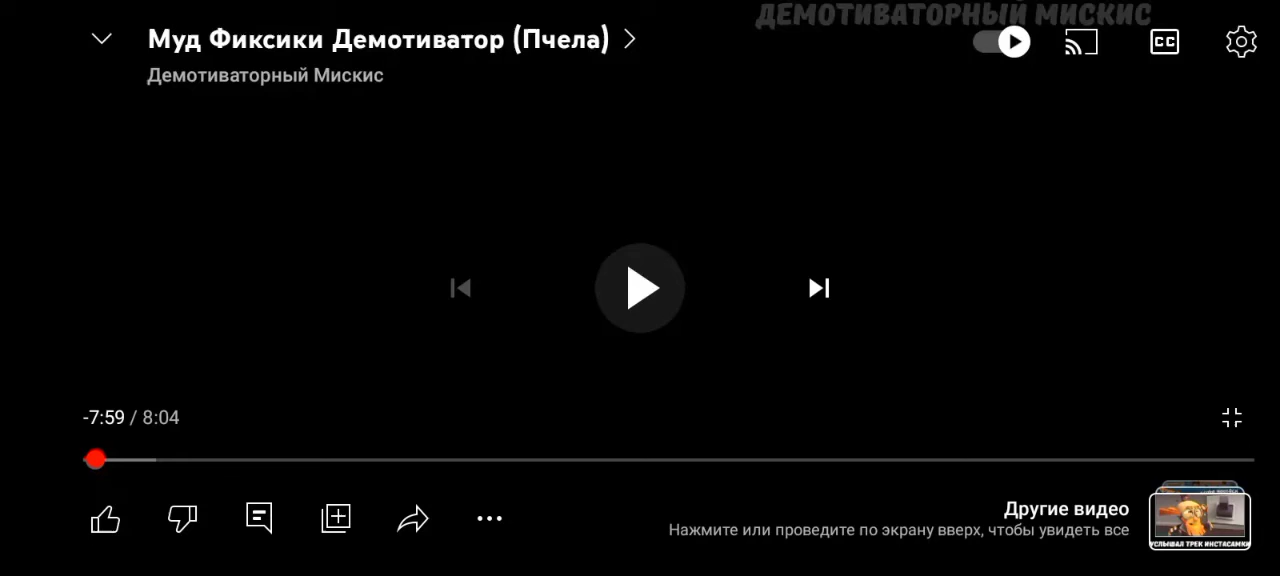 ДЕМОТИВАТОРНЫЙ МИСКИС
Муд Фиксики Демотиватор (Пчела)
Демотиваторный Мискис
CC
-7:59 / 8:04
Другие видео
Нажмите или проведите по экрану вверх, чтобы увидеть все
УСЛЫШАЛ ТРЕК ИНСТАСАМКИ